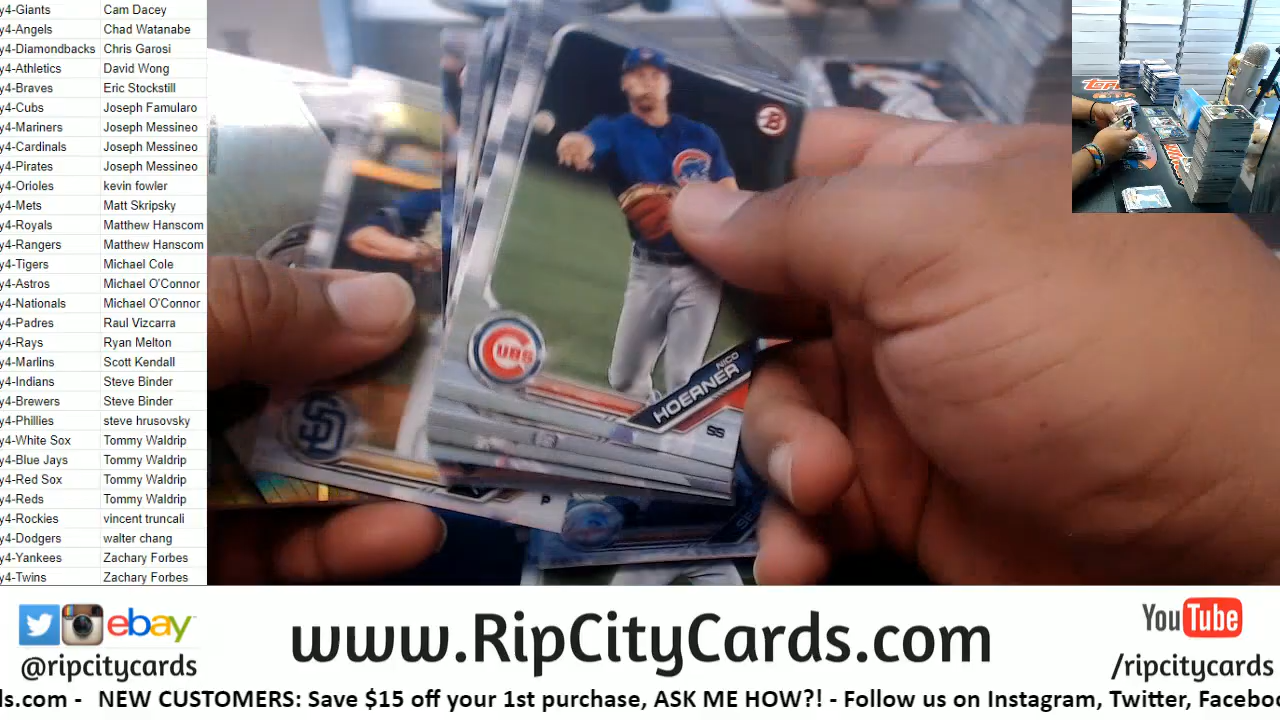 y4-Giants Cam Dacey
y4-Angels Chad Watanabe
y4-Diamondbacks Chris Garosi
y4-Athletics David Wong
y4-Braves Eric Stockstill
y4-Cubs Joseph Famularo
y4-Mariners Joseph Messineo
y4-Cardinals Joseph Messineo
y4-Pirates Joseph Messineo
y4-Orioles kevin fowler
y4-Mets Matt Skripsky
y4-Royals Matthew Hanscom
y4-Rangers Matthew Hanscom
y4-Tigers Michael Cole
y4-Astros Michael O'Connor
y4-Nationals Michael O'Connor
y4-Padres Raul Vizcarra
y4-Rays Ryan Melton
y4-Marlins Scott Kendall
y4-Indians Steve Binder
y4-Brewers Steve Binder
y4-Phillies steve hrusovsky
y4-White Sox Tommy Waldrip
y4-Blue Jays Tommy Waldrip
y4-Red Sox Tommy Waldrip
y4-Reds Tommy Waldrip
y4-Rockies vincent truncali
y4-Dodgers walter chang
y4-Yankees Zachary Forbes
y4-Twins Zachary Forbes
CUBS
NICO
HOERNER
SS
SD
P
ebay
@ripcitycards
www.RipCityCards.com
YouTube
/ripcitycards
ds.com - NEW CUSTOMERS: Save $15 off your 1st purchase, ASK ME HOW?! - Follow us on Instagram, Twitter, Facebo